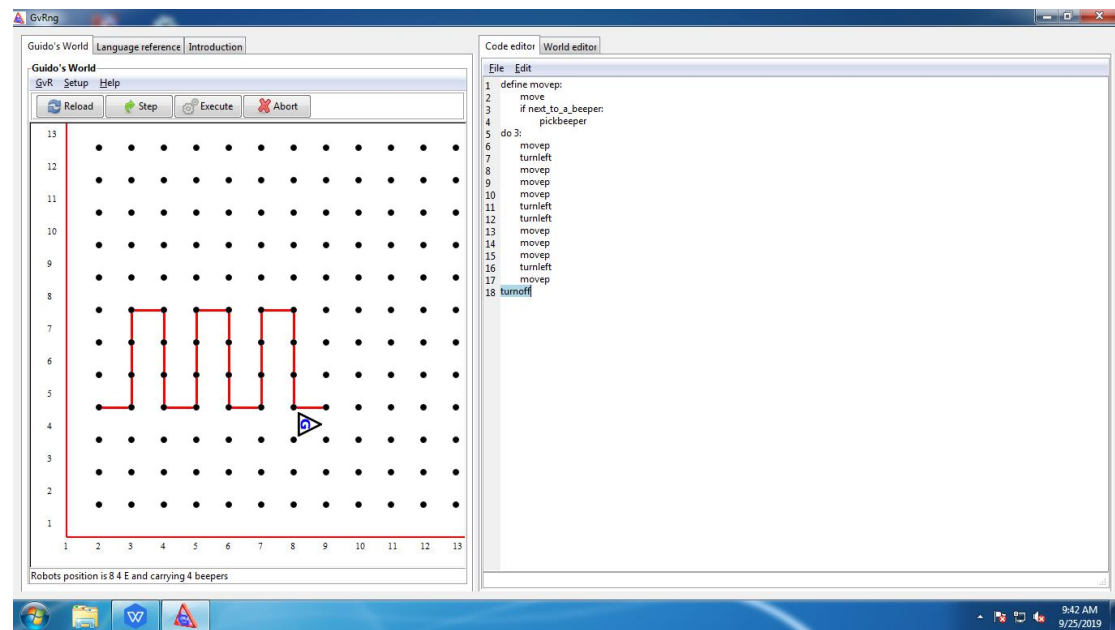 GvRng
Guido's World Language reference Introduction
Guido's World
GvR Setup Help
Reload Step Execute Abort
13
12
11
10
9
8
7
6
5
4
3
2
1
1 2 3 4 5 6 7 8 9 10 11 12 13
G
Robots position is 8 4 E and carrying 4 beepers
Code editor World editor
File Edit
1 define movep:
2 move
3 if next_to_a_beeper:
4 pickbeeper
5 do 3:
6 movep
7 turnleft
8 movep
9 movep
10 movep
11 turnleft
12 turnleft
13 movep
14 movep
15 movep
16 turnleft
17 movep
18 turnoff
9:42 AM
9/25/2019